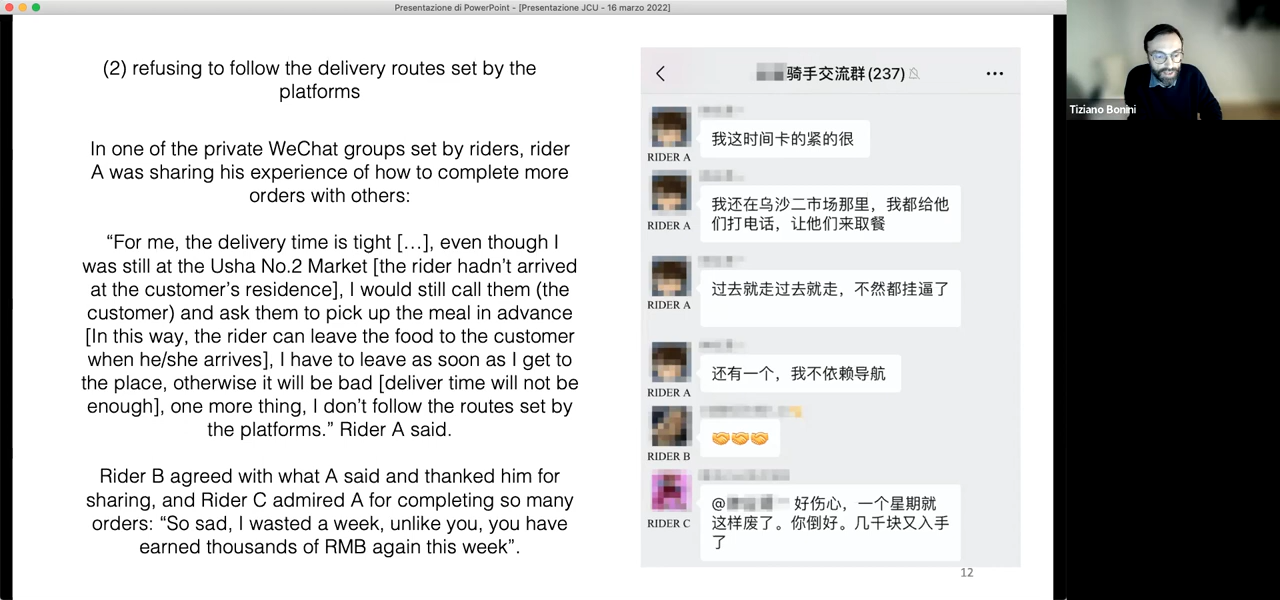 Presentazione di PowerPoint - [Presentazione JCU - 16 marzo 2022]
(2) refusing to follow the delivery routes set by the
platforms
In one of the private WeChat groups set by riders, rider
A was sharing his experience of how to complete more
orders with others:
“For me, the delivery time is tight […], even though I
was still at the Usha No.2 Market [the rider hadn’t arrived
at the customer’s residence], I would still call them (the
customer) and ask them to pick up the meal in advance
[In this way, the rider can leave the food to the customer
when he/she arrives], I have to leave as soon as I get to
the place, otherwise it will be bad [deliver time will not be
enough], one more thing, I don’t follow the routes set by
the platforms.” Rider A said.
Rider B agreed with what A said and thanked him for
sharing, and Rider C admired A for completing so many
orders: “So sad, I wasted a week, unlike you, you have
earned thousands of RMB again this week”.
骑手交流群(237)
RIDER A
我这时间卡的紧的很
RIDER A
我还在乌沙二市场那里，我都给他
们打电话，让他们来取餐
RIDER A
过去就走过去就走，不然都挂逼了
RIDER A
还有一个，我不依赖导航
RIDER B
🤝🤝🤝
RIDER C
@ 好伤心，一个星期就
这样废了。你倒好。几千块又入手
了
12
Tiziano Bonini